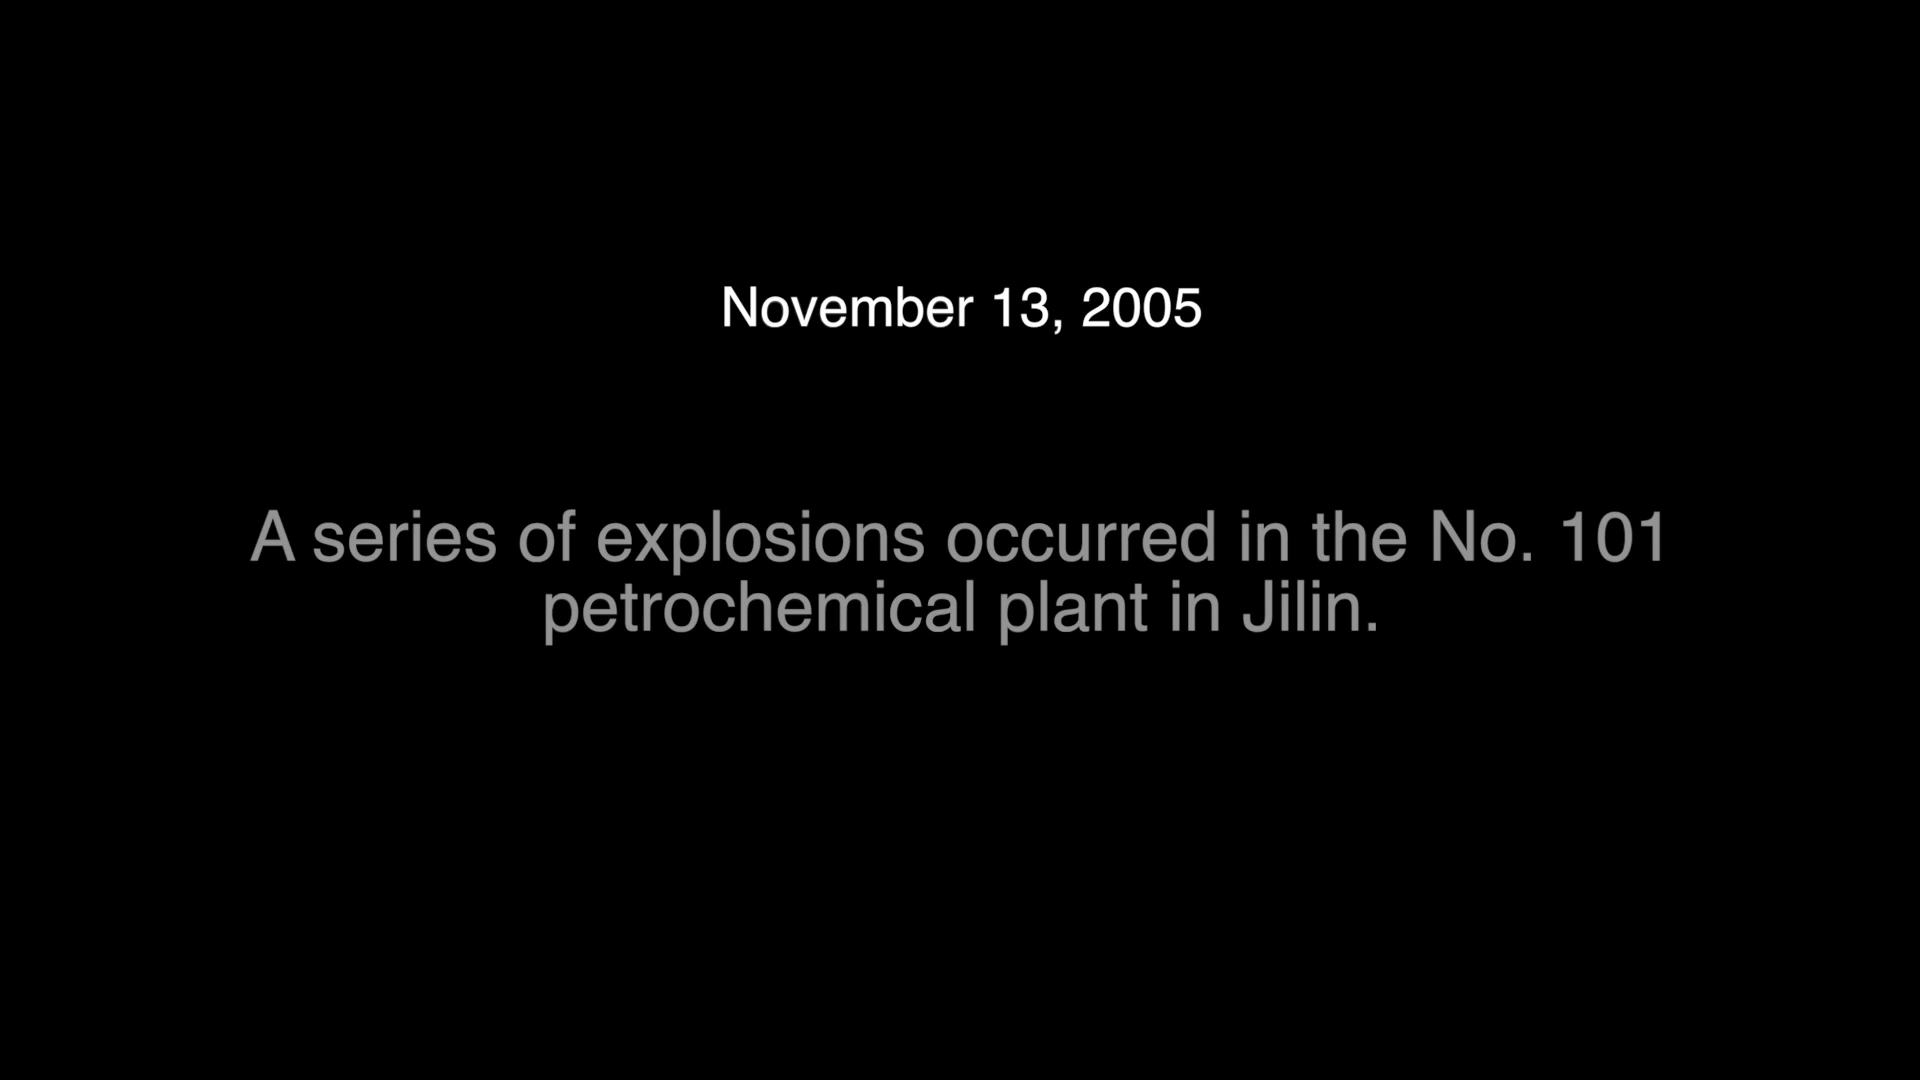 November 13, 2005
A series of explosions occurred in the No. 101
petrochemical plant in Jilin.